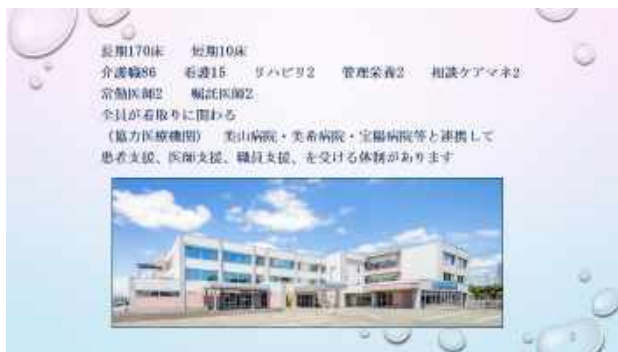 長期170床　短期10床
介護職86　看護15　リハビリ2　管理栄養2　相談ケアマネ2
常勤医師2　嘱託医師2
全員が看取りに関わる
（協力医療機関）　美山病院・美希病院・宝陽病院等と連携して
患者支援、医師支援、職員支援、を受ける体制があります